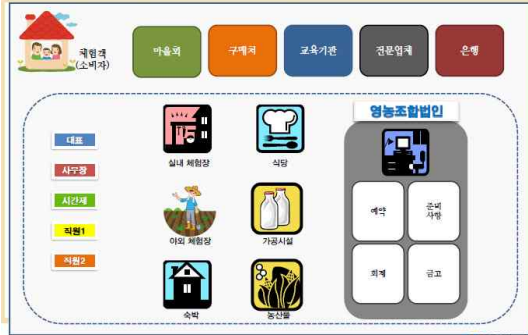 체험객
(소비자)
마을회
구매처
교육기관
전문업체
은행
영농조합법인
대표
사무장
시간제
직원1
직원2
실내 체험장
식당
야외 체험장
가공시설
숙박
농산물
예약
준비
사항
회계
금고